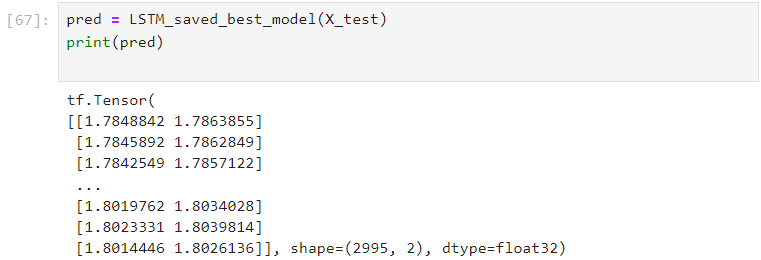 [67]: pred = LSTM_saved_best_model(X_test)
print(pred)
tf.Tensor(
[[1.7848842 1.7863855]
[1.7845892 1.7862849]
[1.7842549 1.7857122]
...
[1.8019762 1.8034028]
[1.8023331 1.8039814]
[1.8014446 1.8026136]], shape=(2995, 2), dtype=float32)